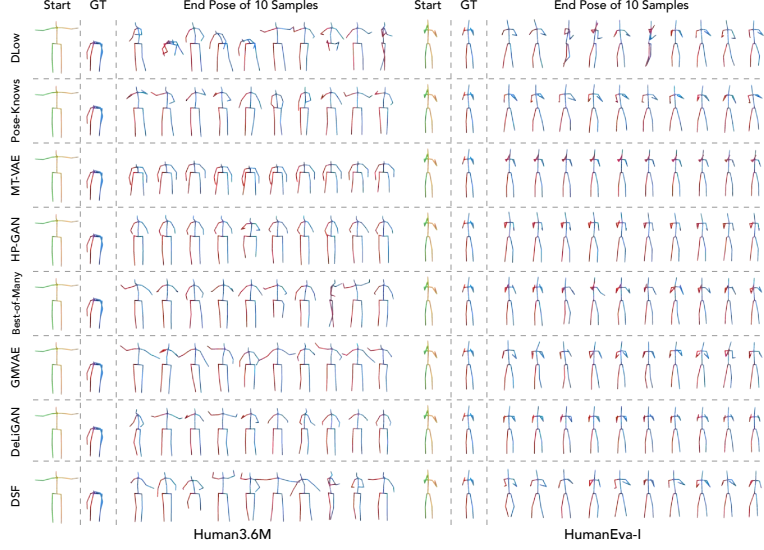 Start GT End Pose of 10 Samples Start GT End Pose of 10 Samples
DLow
Pose-Knows
MT-VAE
HP-GAN
Best-of-Many
GMVAE
DeLiGAN
DSF
Human3.6M HumanEva-I